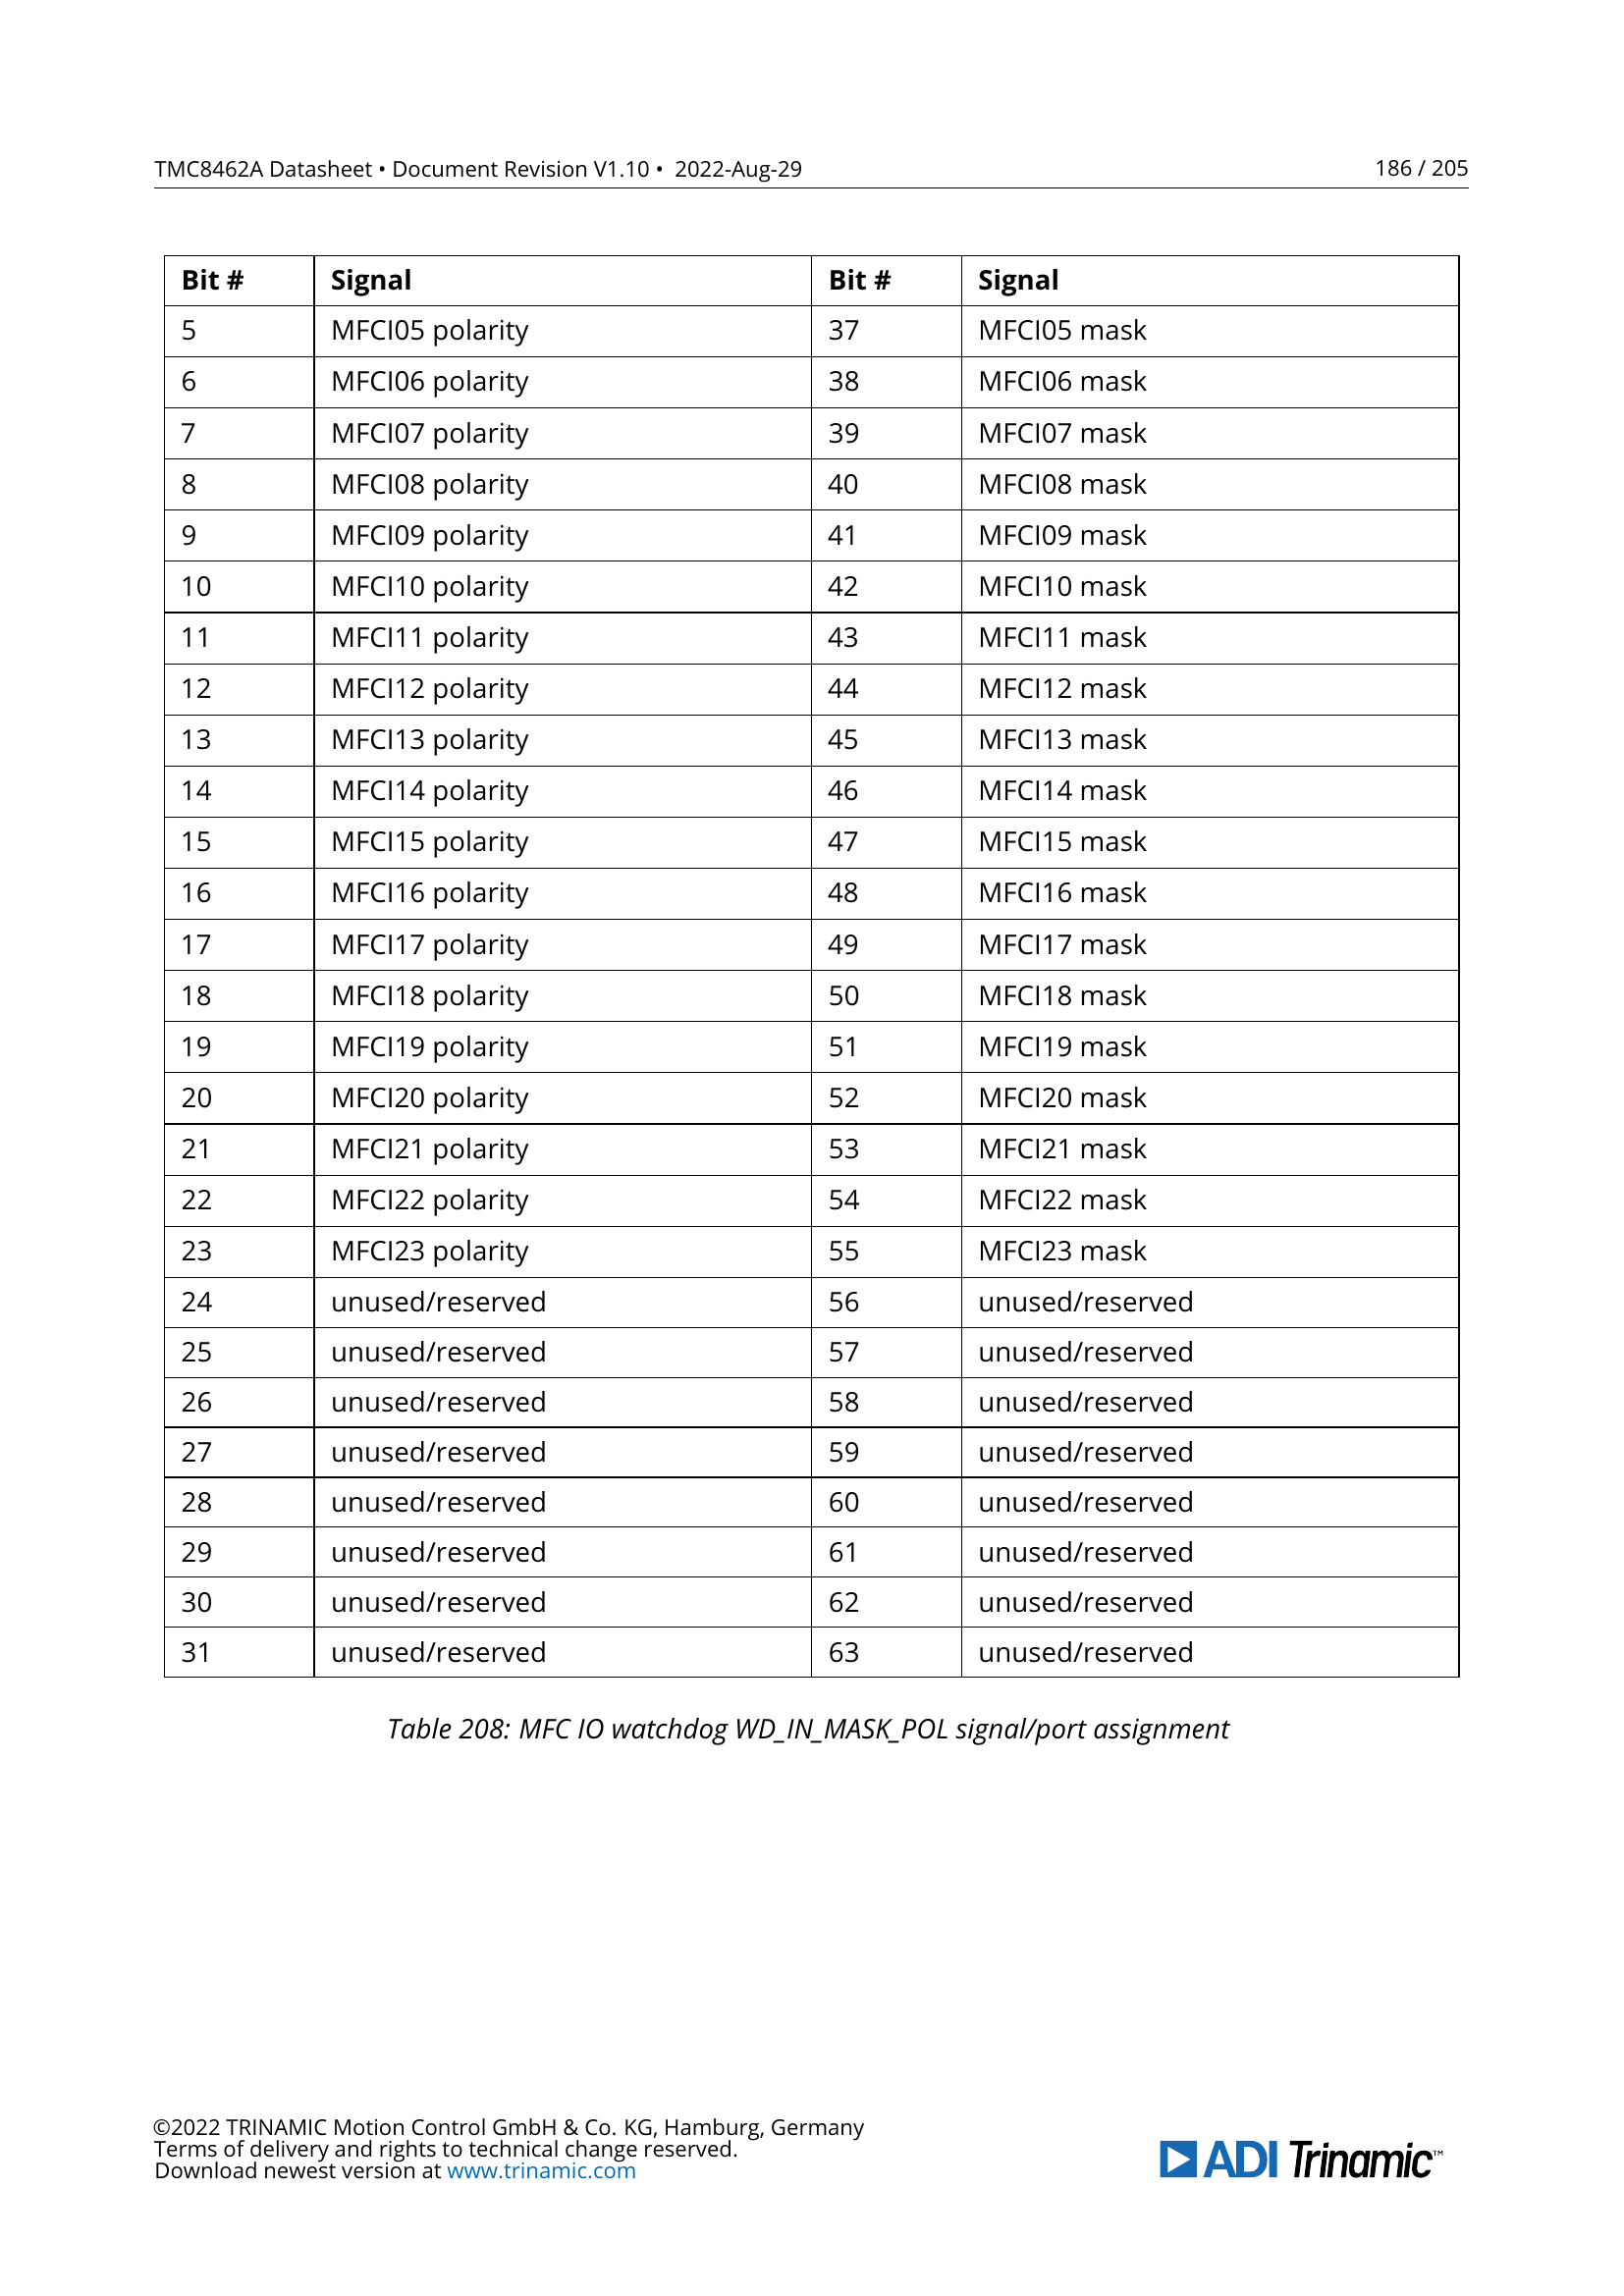 TMC8462A Datasheet • Document Revision V1.10 • 2022-Aug-29 186 / 205
Bit # Signal Bit # Signal
5 MFCI05 polarity 37 MFCI05 mask
6 MFCI06 polarity 38 MFCI06 mask
7 MFCI07 polarity 39 MFCI07 mask
8 MFCI08 polarity 40 MFCI08 mask
9 MFCI09 polarity 41 MFCI09 mask
10 MFCI10 polarity 42 MFCI10 mask
11 MFCI11 polarity 43 MFCI11 mask
12 MFCI12 polarity 44 MFCI12 mask
13 MFCI13 polarity 45 MFCI13 mask
14 MFCI14 polarity 46 MFCI14 mask
15 MFCI15 polarity 47 MFCI15 mask
16 MFCI16 polarity 48 MFCI16 mask
17 MFCI17 polarity 49 MFCI17 mask
18 MFCI18 polarity 50 MFCI18 mask
19 MFCI19 polarity 51 MFCI19 mask
20 MFCI20 polarity 52 MFCI20 mask
21 MFCI21 polarity 53 MFCI21 mask
22 MFCI22 polarity 54 MFCI22 mask
23 MFCI23 polarity 55 MFCI23 mask
24 unused/reserved 56 unused/reserved
25 unused/reserved 57 unused/reserved
26 unused/reserved 58 unused/reserved
27 unused/reserved 59 unused/reserved
28 unused/reserved 60 unused/reserved
29 unused/reserved 61 unused/reserved
30 unused/reserved 62 unused/reserved
31 unused/reserved 63 unused/reserved
Table 208: MFC IO watchdog WD_IN_MASK_POL signal/port assignment
©2022 TRINAMIC Motion Control GmbH & Co. KG, Hamburg, Germany
Terms of delivery and rights to technical change reserved.
Download newest version at www.trinamic.com
ADI Trinamic™